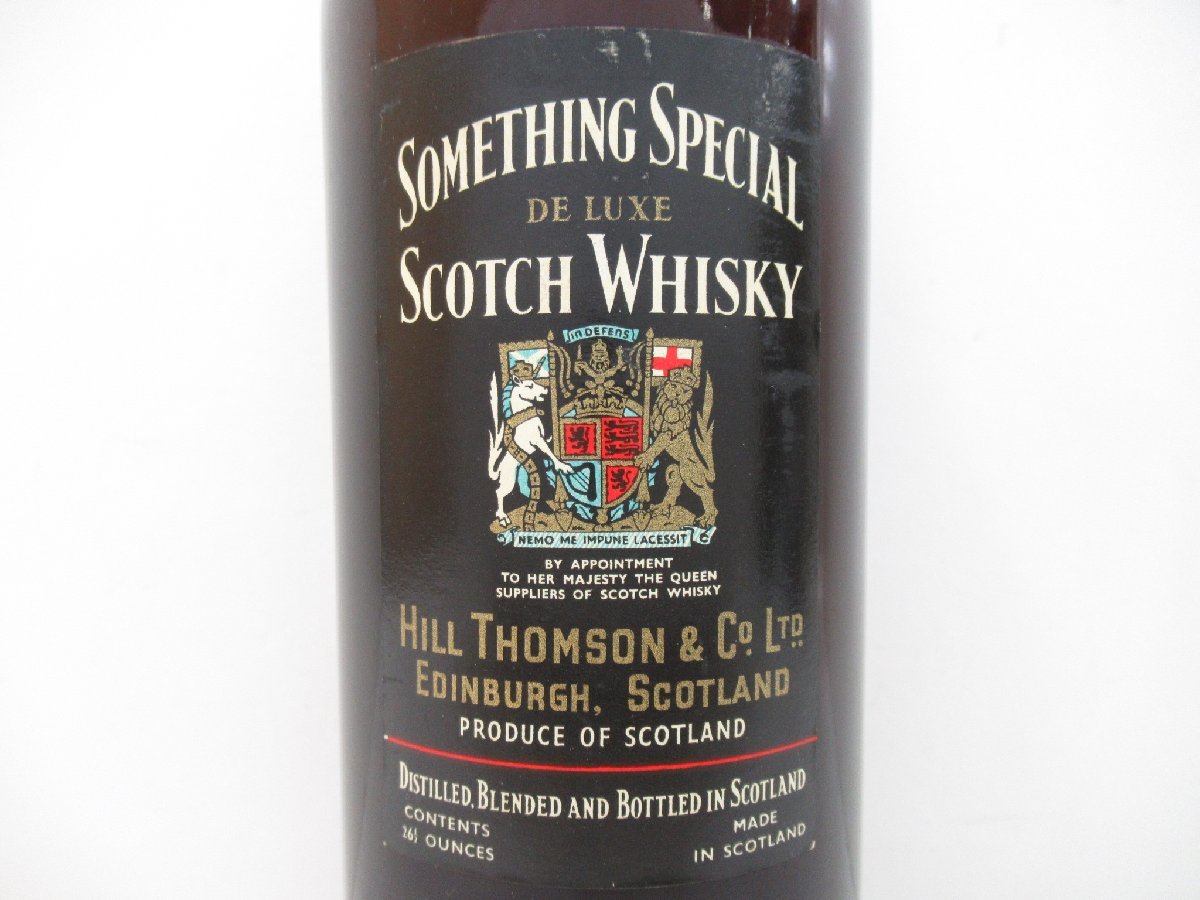 SOMETHING SPECIAL
DE LUXE
SCOTCH WHISKY
IN DEFENS
NEMO ME IMPUNE LACESSIT
BY APPOINTMENT
TO HER MAJESTY THE QUEEN
SUPPLIERS OF SCOTCH WHISKY
HILL THOMSON & CO. LTD.
EDINBURGH, SCOTLAND
PRODUCE OF SCOTLAND
DISTILLED, BLENDED AND BOTTLED IN SCOTLAND
CONTENTS
OUNCES
MADE
IN SCOTLAND